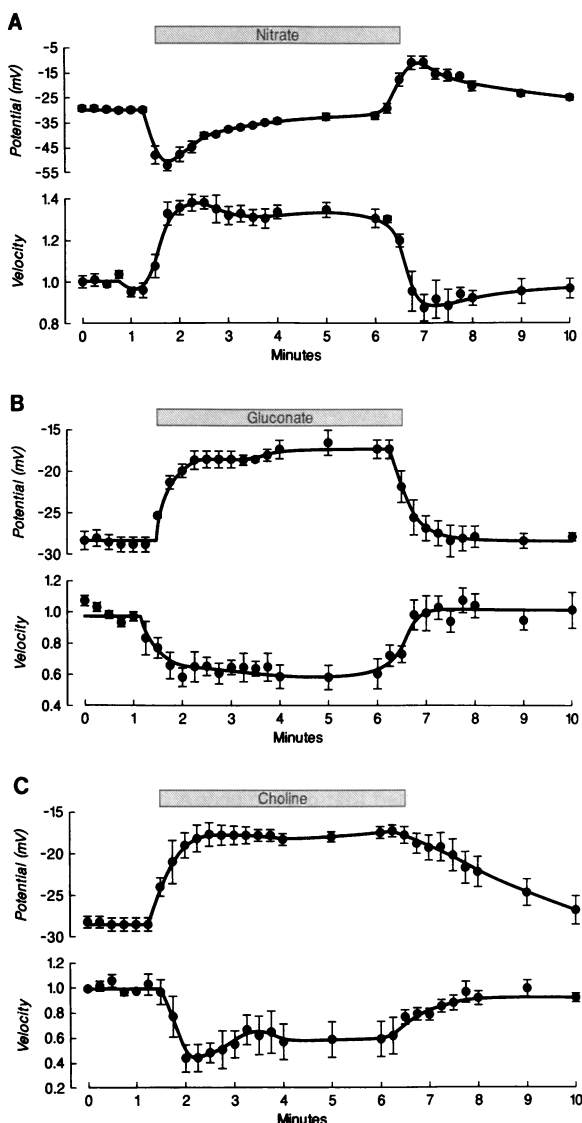 A
Nitrate
-5
-15
-25
-35
-45
-55
Potential (mV)
1.4
1.2
1.0
0.8
Velocity
0 1 2 3 4 5 6 7 8 9 10
Minutes
B
Gluconate
-15
-20
-25
-30
Potential (mV)
1.2
1.0
0.8
0.6
0.4
Velocity
0 1 2 3 4 5 6 7 8 9 10
Minutes
C
Choline
-15
-20
-25
-30
Potential (mV)
1.2
1.0
0.8
0.6
0.4
0.2
Velocity
0 1 2 3 4 5 6 7 8 9 10
Minutes